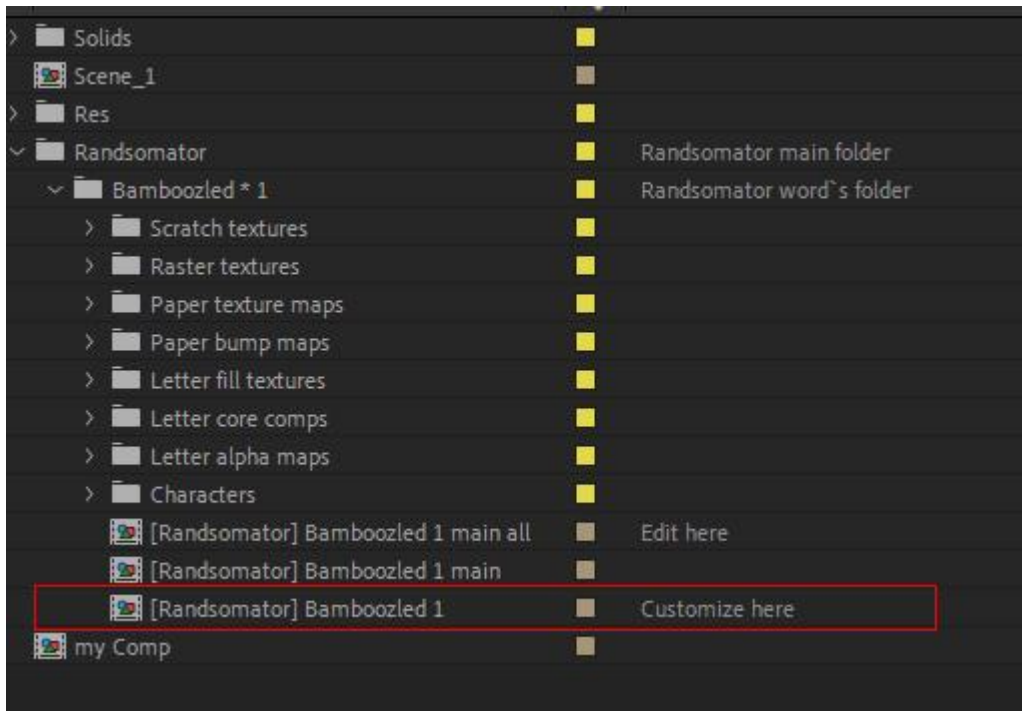 Solids
Scene_1
Res
Randsomator Randsomator main folder
Bamboozled * 1 Randsomator word`s folder
Scratch textures
Raster textures
Paper texture maps
Paper bump maps
Letter fill textures
Letter core comps
Letter alpha maps
Characters
[Randsomator] Bamboozled 1 main all Edit here
[Randsomator] Bamboozled 1 main
[Randsomator] Bamboozled 1 Customize here
my Comp